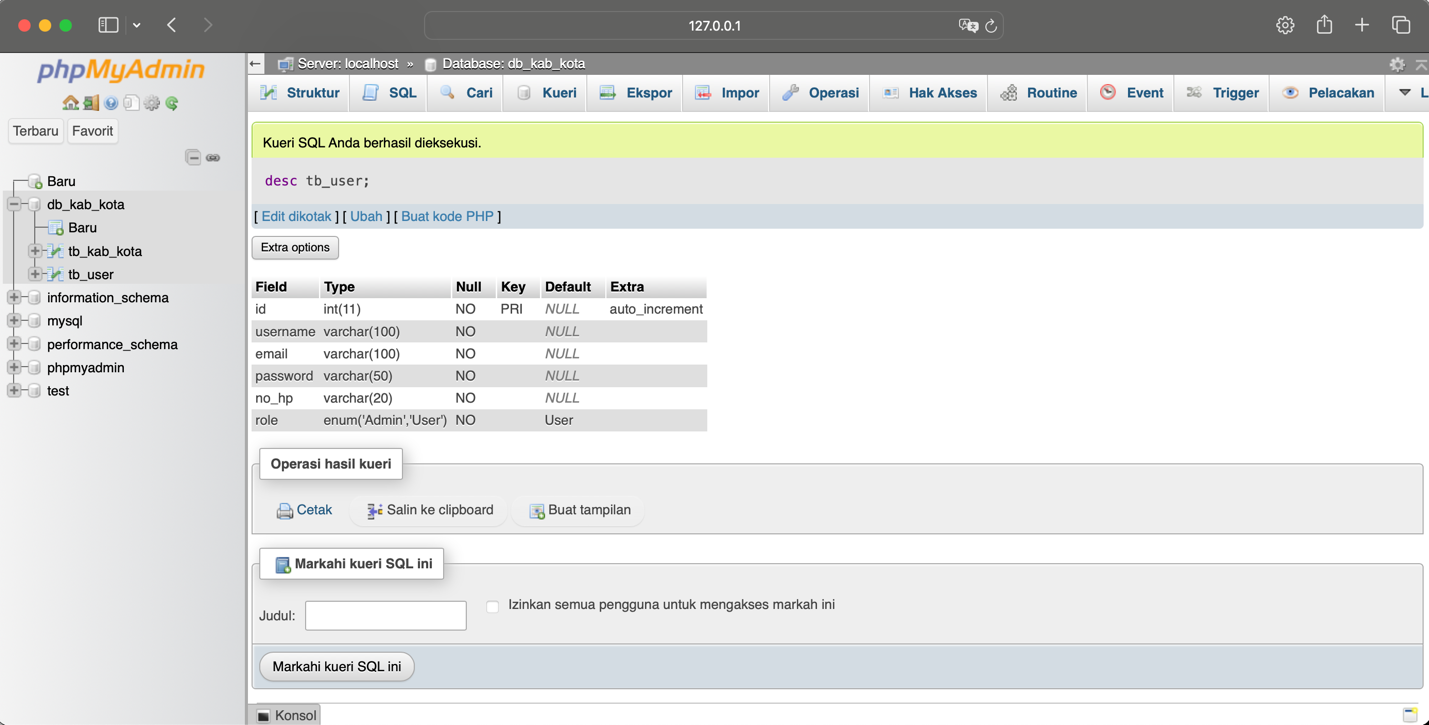 127.0.0.1
phpMyAdmin
Terbaru Favorit
Baru
db_kab_kota
Baru
tb_kab_kota
tb_user
information_schema
mysql
performance_schema
phpmyadmin
test
Server: localhost » Database: db_kab_kota
Struktur SQL Cari Kueri Ekspor Impor Operasi Hak Akses Routine Event Trigger Pelacakan L
Kueri SQL Anda berhasil dieksekusi.
desc tb_user;
[ Edit dikotak ] [ Ubah ] [ Buat kode PHP ]
Extra options
Field Type Null Key Default Extra
id int(11) NO PRI NULL auto_increment
username varchar(100) NO NULL
email varchar(100) NO NULL
password varchar(50) NO NULL
no_hp varchar(20) NO NULL
role enum('Admin','User') NO User
Operasi hasil kueri
Cetak Salin ke clipboard Buat tampilan
Markahi kueri SQL ini
Judul: Izinkan semua pengguna untuk mengakses markah ini
Markahi kueri SQL ini
Konsol